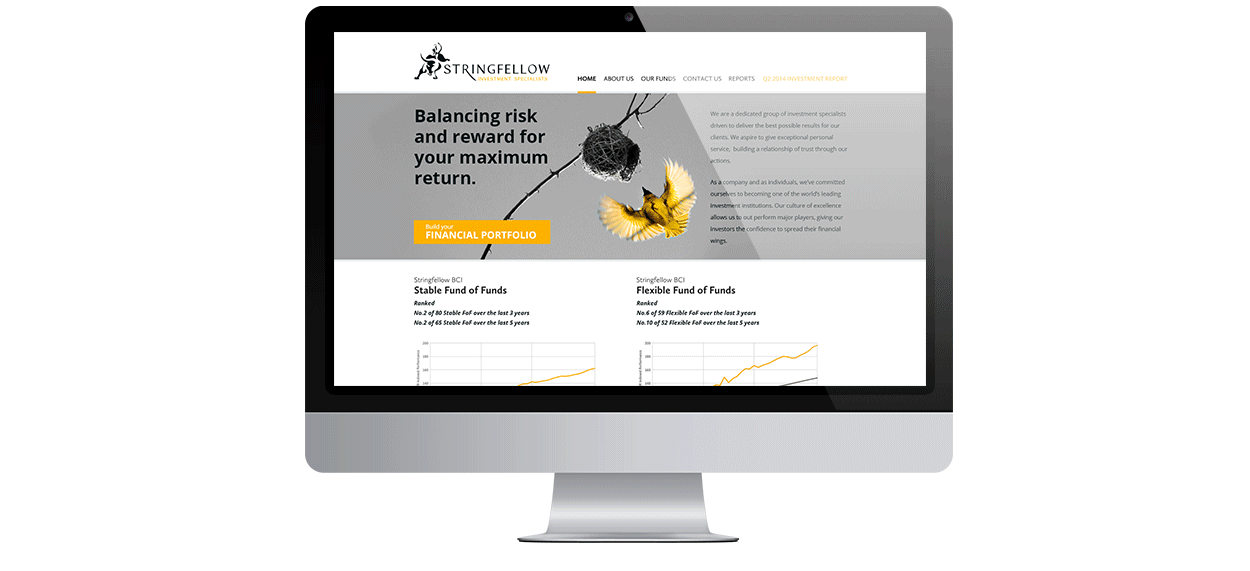 STRINGFELLOW
INVESTMENT SPECIALISTS
HOME ABOUT US OUR FUNDS CONTACT US REPORTS Q2 2014 INVESTMENT REPORT
Balancing risk
and reward for
your maximum
return.
Build your
FINANCIAL PORTFOLIO
We are a dedicated group of investment specialists
driven to deliver the best possible results for our
clients. We aspire to give exceptional personal
service, building a relationship of trust through our
actions.
As a company and as individuals, we've committed
ourselves to becoming one of the world's leading
investment institutions. Our culture of excellence
allows us to out perform major players, giving our
investors the confidence to spread their financial
wings.
Stringfellow BCI
Stable Fund of Funds
Ranked
No.2 of 80 Stable FoF over the last 3 years
No.2 of 65 Stable FoF over the last 5 years
200
180
160
140
Stringfellow BCI
Flexible Fund of Funds
Ranked
No.6 of 59 Flexible FoF over the last 3 years
No.10 of 52 Flexible FoF over the last 5 years
200
180
160
140